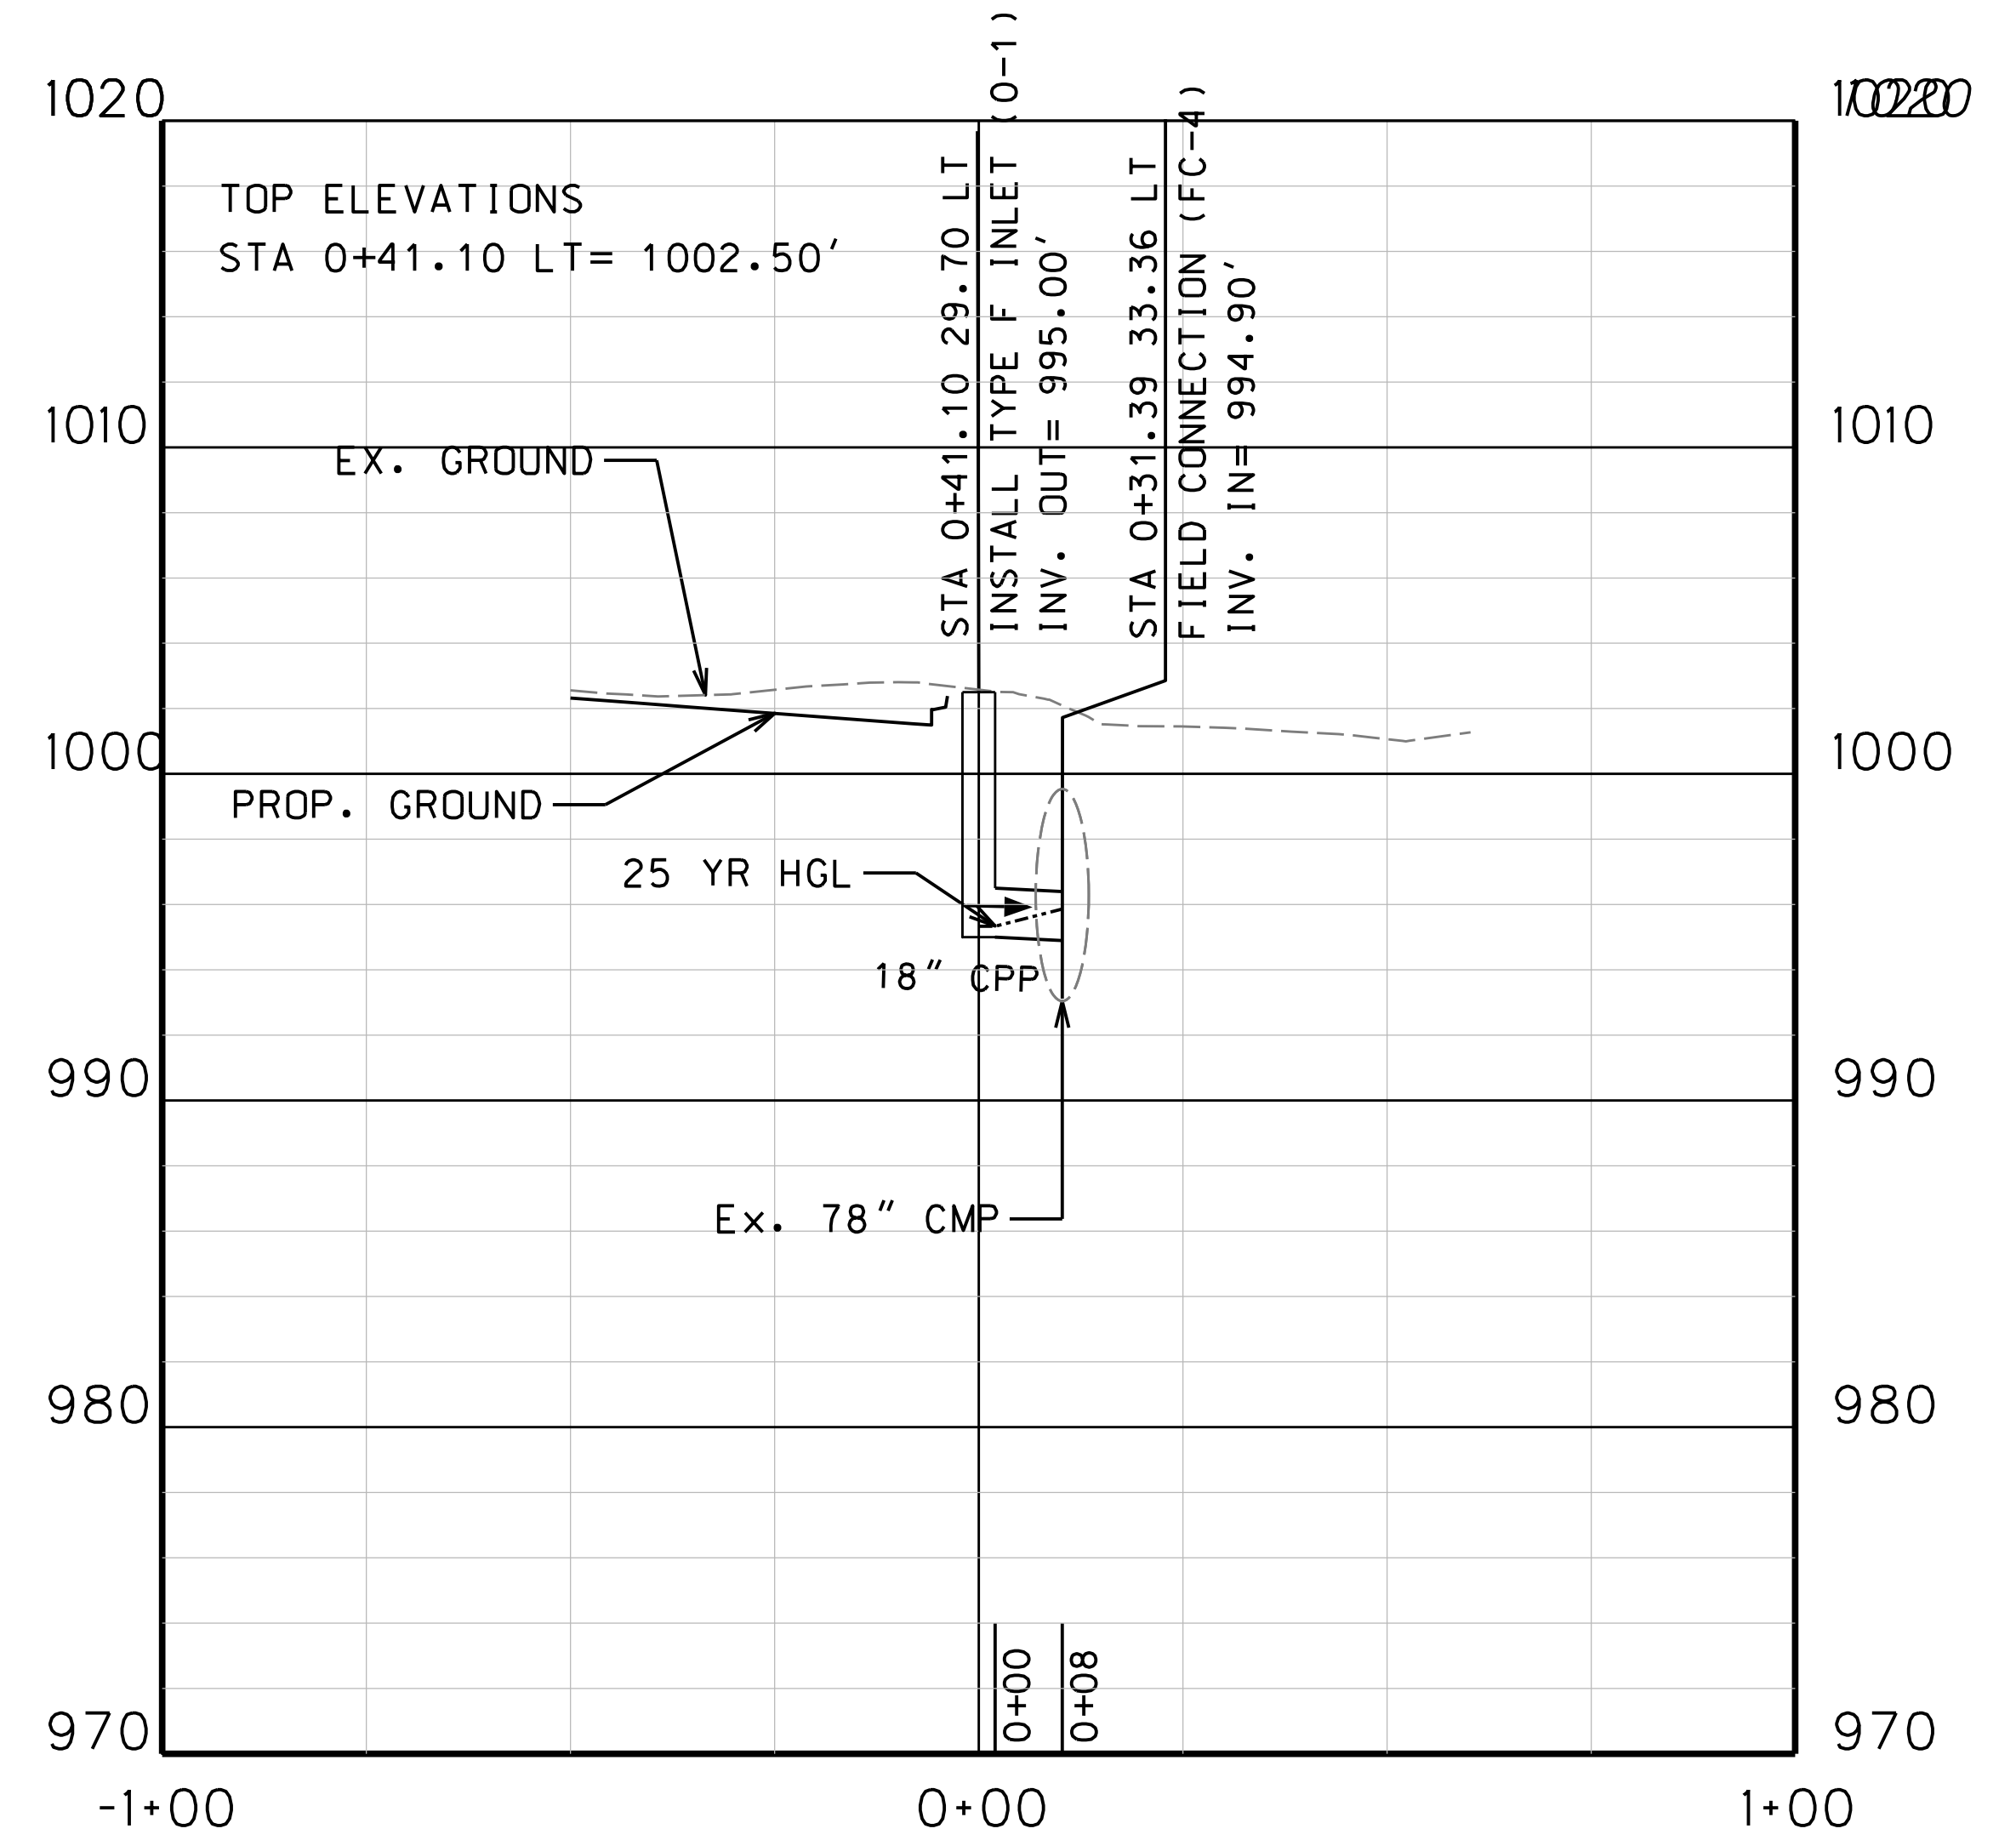 1020
TOP ELEVATIONS
STA 0+41.10 LT= 1002.50'
STA 0+41.10 29.70 LT
INSTALL TYPE F INLET (0-1)
INV. OUT= 995.00'
STA 0+31.39 33.36 LT
FIELD CONNECTION (FC-4)
INV. IN= 994.90'
1010
1010
EX. GROUND
1000
1000
PROP. GROUND
25 YR HGL
18" CPP
990
990
Ex. 78" CMP
980
980
0+00
0+08
970
970
-1+00
0+00
1+00